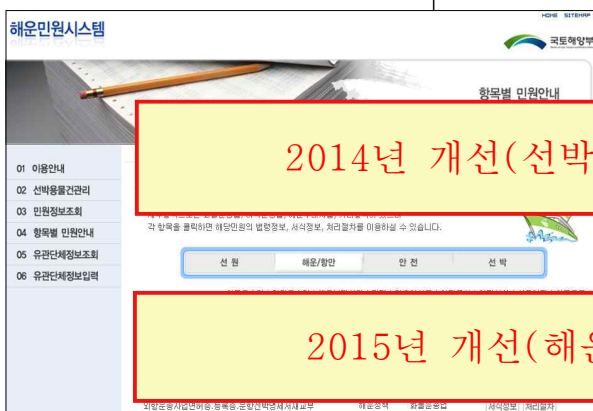 HOME SITEMAP
해운민원시스템
국토해양부
항목별 민원안내
2014년 개선(선박
01 이용안내
02 선박용물건관리
03 민원정보조회
04 항목별 민원안내
05 유관단체정보조회
06 유관단체정보입력
각 항목을 클릭하면 해당민원의 법령정보, 서식정보, 처리절차를 이용하실 수 있습니다.
선 원 해운/항만 안 전 선 박
2015년 개선(해운
해운정책 화물운송법 서식정보 처리절차